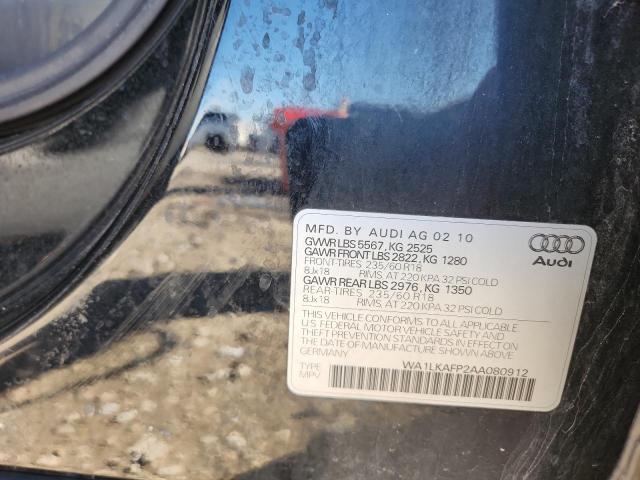 MFD. BY AUDI AG 02 10
GVWR LBS 5567, KG 2525
GAWR FRONT LBS 2822, KG 1280
FRONT-TIRES 235/60 R18
8Jx18 RIMS, AT 220 KPA 32 PSI COLD
GAWR REAR LBS 2976, KG 1350
REAR-TIRES 235/60 R18
8Jx18 RIMS, AT 220 KPA 32 PSI COLD
THIS VEHICLE CONFORMS TO ALL APPLICABLE
U.S. FEDERAL MOTOR VEHICLE SAFETY AND
THEFT PREVENTION STANDARDS IN EFFECT ON
THE DATE OF MANUFACTURE SHOWN ABOVE
GERMANY
TYPE WA1LKAFP2AA080912
MPV
Audi